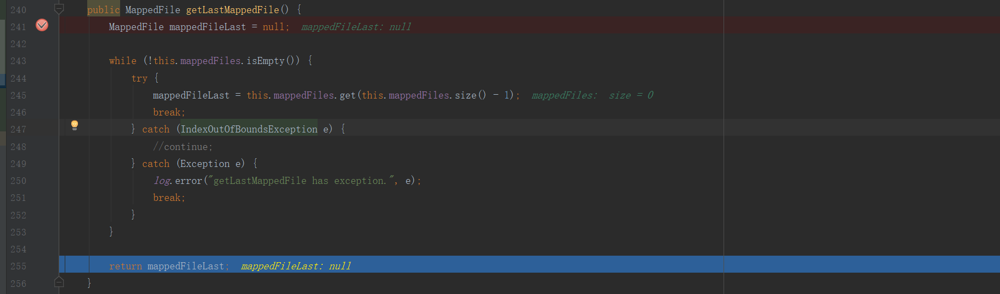 240 public MappedFile getLastMappedFile() {
241 MappedFile mappedFileLast = null; mappedFileLast: null
242
243 while (!this.mappedFiles.isEmpty()) {
244 try {
245 mappedFileLast = this.mappedFiles.get(this.mappedFiles.size() - 1); mappedFiles: size = 0
246 break;
247 } catch (IndexOutOfBoundsException e) {
248 //continue;
249 } catch (Exception e) {
250 log.error("getLastMappedFile has exception.", e);
251 break;
252 }
253 }
254
255 return mappedFileLast; mappedFileLast: null
256 }